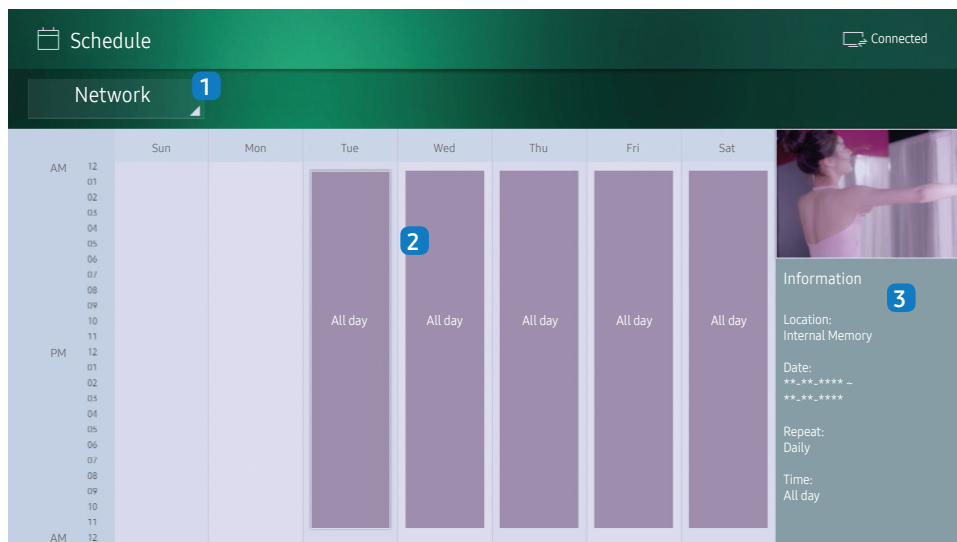 Schedule
Connected
Network
1
Sun Mon Tue Wed Thu Fri Sat
AM 12
01
02
03
04
05
06
07
08
09
10
11
PM 12
01
02
03
04
05
06
07
08
09
10
11
AM 12
2
All day All day All day All day All day
Information
3
Location:
Internal Memory
Date:
**-**-**** ~
**-**-****
Repeat:
Daily
Time:
All day